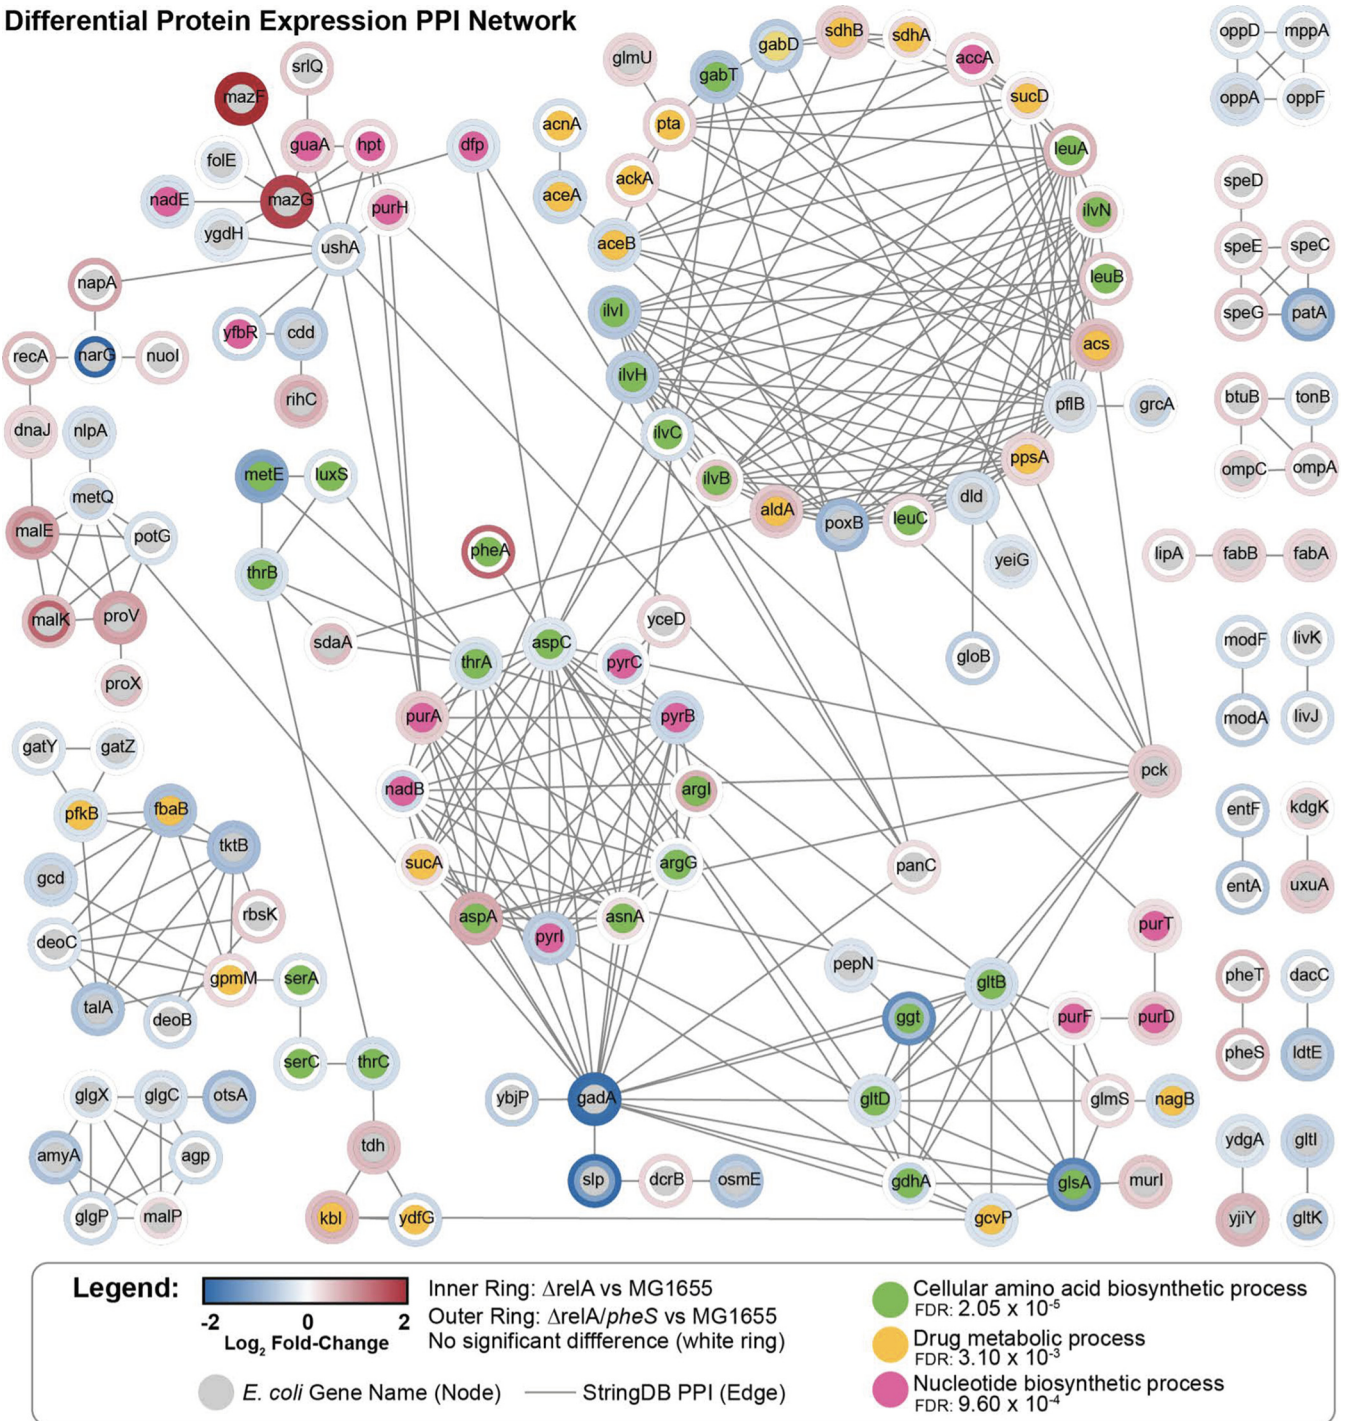 Differential Protein Expression PPI Network
srlQ
mazF
guaA
hpt
folE
nadE
mazG
purH
ygdH
ushA
dfp
napA
recA
narG
nuoI
yfbR
cdd
rihC
dnaJ
nlpA
metQ
malE
potG
malK
proV
proX
metE
luxS
thrB
sdaA
pheA
glmU
gabT
gabD
sdhB
sdhA
accA
sucD
acnA
pta
leuA
ackA
aceA
ilvN
aceB
leuB
ilvI
acs
ilvH
pflB
grcA
ilvC
ppsA
ilvB
aldA
poxB
leuC
dld
yeiG
gloB
yceD
aspC
thrA
pyrC
purA
pyrB
nadB
argI
sucA
argG
aspA
asnA
pyrI
pck
panC
purT
pepN
gltB
ggt
purF
purD
gltD
glmS
nagB
gdhA
glsA
murI
gcvP
ybjP
gadA
slp
dcrB
osmE
gatY
gatZ
pfkB
fbaB
tktB
gcd
rbsK
deoC
gpmM
serA
talA
deoB
serC
thrC
glgX
glgC
otsA
amyA
agp
glgP
malP
tdh
kbl
ydfG
oppD
mppA
oppA
oppF
speD
speE
speC
speG
patA
btuB
tonB
ompC
ompA
lipA
fabB
fabA
modF
livK
modA
livJ
entF
kdgK
entA
uxuA
pheT
dacC
pheS
ldtE
ydgA
gltI
yjiY
gltK
Legend:
-2
0
2
Log2 Fold-Change
Inner Ring: ΔrelA vs MG1655
Outer Ring: ΔrelA/pheS vs MG1655
No significant diffference (white ring)
E. coli Gene Name (Node)
StringDB PPI (Edge)
Cellular amino acid biosynthetic process
FDR: 2.05 x 10-5
Drug metabolic process
FDR: 3.10 x 10-3
Nucleotide biosynthetic process
FDR: 9.60 x 10-4